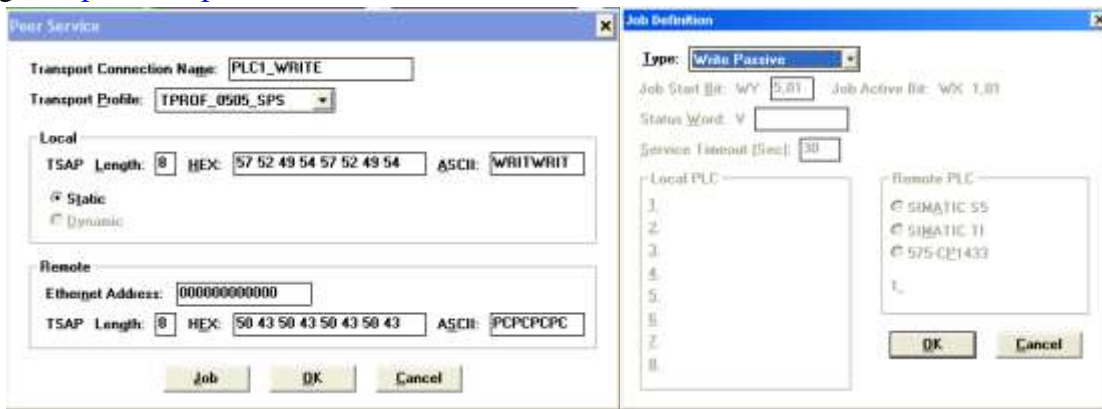 Peer Service
Transport Connection Name: PLC1_WRITE
Transport Profile: TPROF_0505_SPS
Local
TSAP Length: 8 HEX: 57 52 49 54 57 52 49 54 ASCII: WRITWRIT
Static
Dynamic
Remote
Ethernet Address: 000000000000
TSAP Length: 8 HEX: 50 43 50 43 50 43 50 43 ASCII: PCPCPCPC
Job OK Cancel
Job Definition
Type: Write Passive
Job Start Bit: WY 5,01 Job Active Bit: WX 1,01
Status Word: V
Service Timeout (Sec): 30
Local PLC
1.
2.
3.
4.
5.
6.
7.
8.
Remote PLC
SIMATIC S5
SIMATIC TI
575-CP1433
1.
OK Cancel